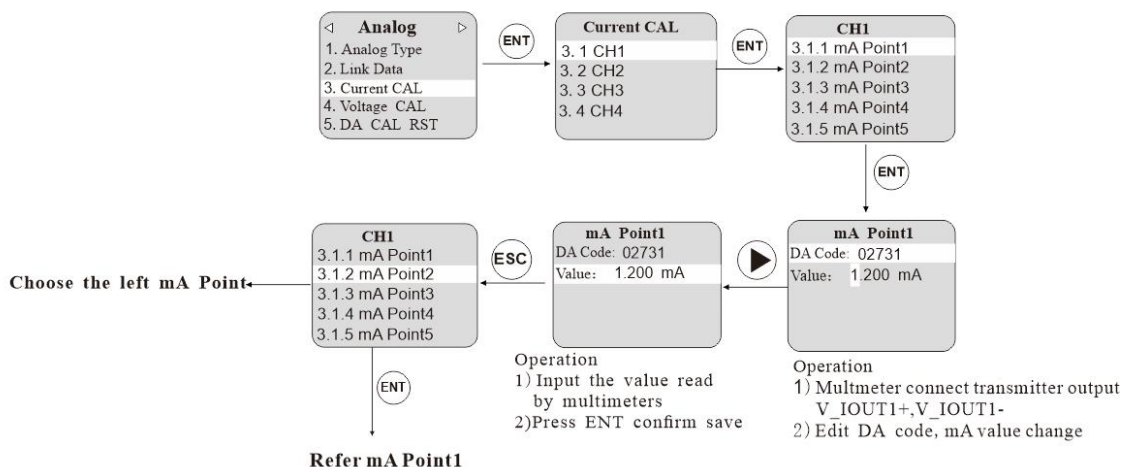 Analog
1. Analog Type
2. Link Data
3. Current CAL
4. Voltage CAL
5. DA CAL RST
ENT
Current CAL
3. 1 CH1
3. 2 CH2
3. 3 CH3
3. 4 CH4
ENT
CH1
3.1.1 mA Point1
3.1.2 mA Point2
3.1.3 mA Point3
3.1.4 mA Point4
3.1.5 mA Point5
ENT
mA Point1
DA Code: 02731
Value: 1.200 mA
Operation
1) Multmeter connect transmitter output
V_IOUT1+,V_IOUT1-
2) Edit DA code, mA value change
mA Point1
DA Code: 02731
Value: 1.200 mA
Operation
1) Input the value read
by multimeters
2)Press ENT confirm save
ESC
CH1
3.1.1 mA Point1
3.1.2 mA Point2
3.1.3 mA Point3
3.1.4 mA Point4
3.1.5 mA Point5
Choose the left mA Point
ENT
Refer mA Point1